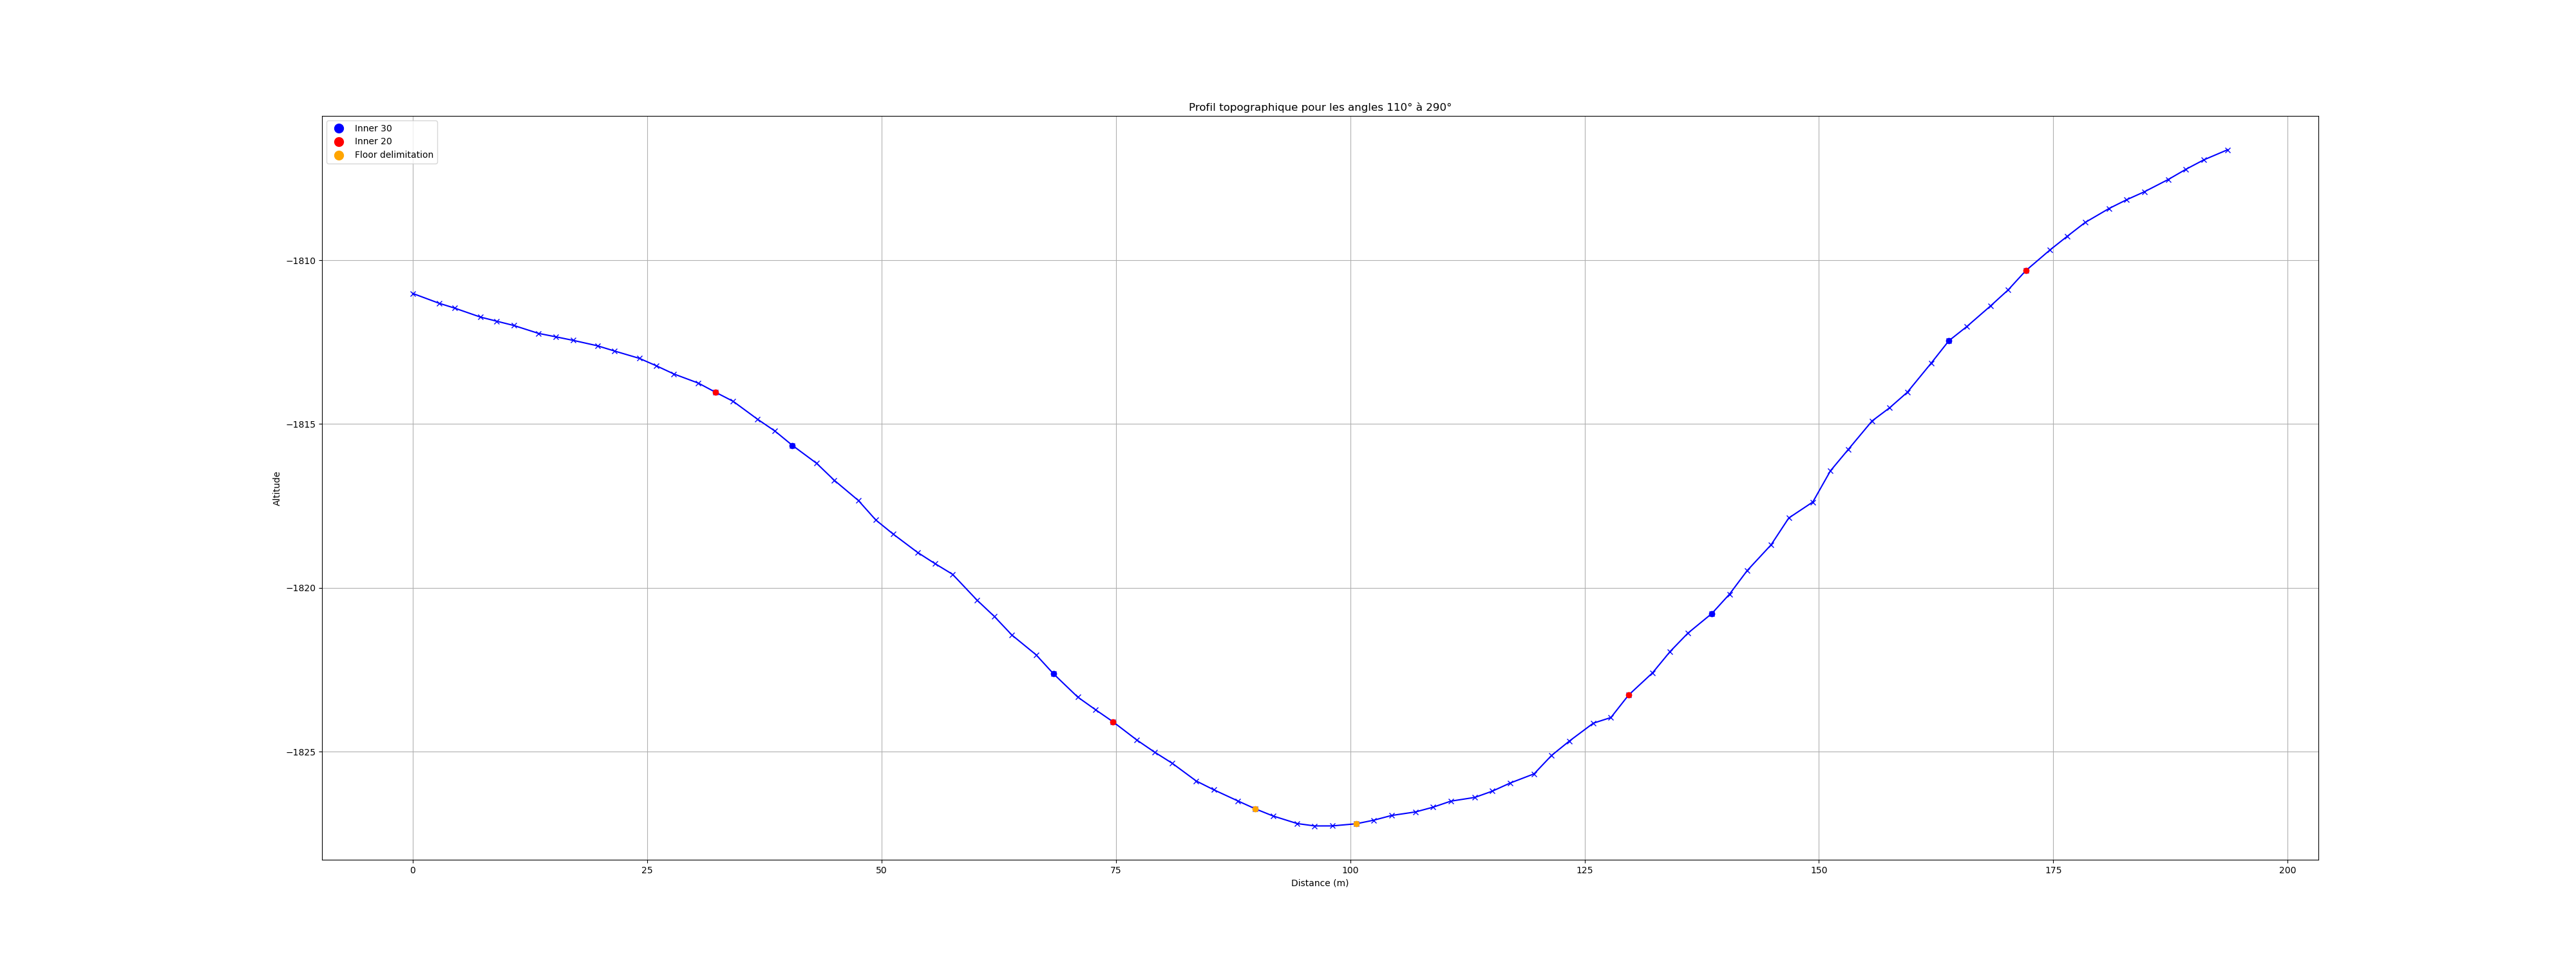 Profil topographique pour les angles 110° à 290°
Inner 30
Inner 20
Floor delimitation
−1810
−1815
−1820
−1825
Altitude
0 25 50 75 100 125 150 175 200
Distance (m)